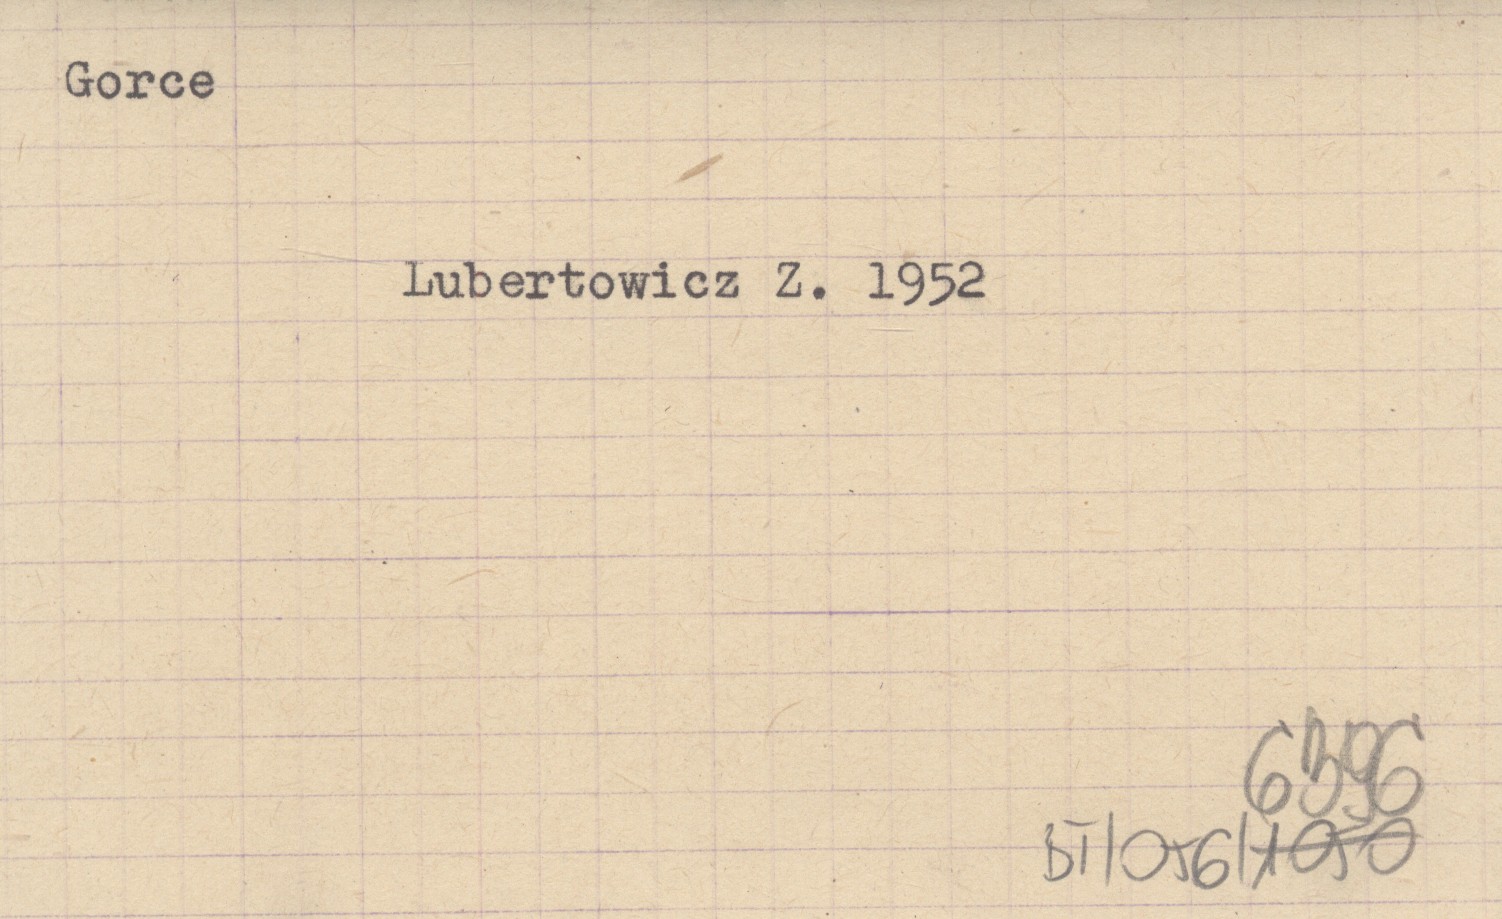 Gorce
Lubertowicz Z. 1952
6396
BT/056/1050